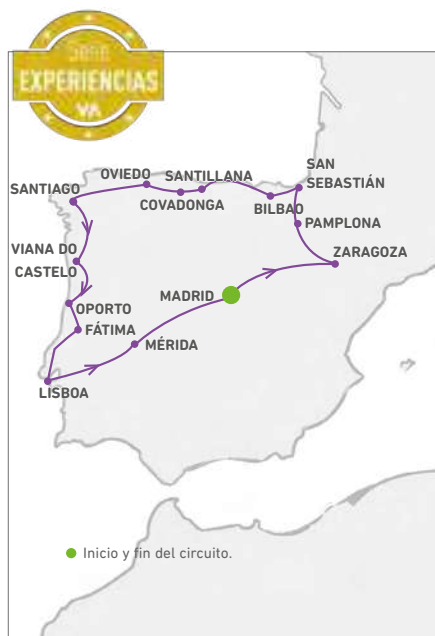 Serie
EXPERIENCIAS
VA
OVIEDO
SANTILLANA
SAN
SEBASTIÁN
SANTIAGO
COVADONGA
BILBAO
PAMPLONA
VIANA DO
CASTELO
ZARAGOZA
MADRID
OPORTO
FÁTIMA
MÉRIDA
LISBOA
Inicio y fin del circuito.